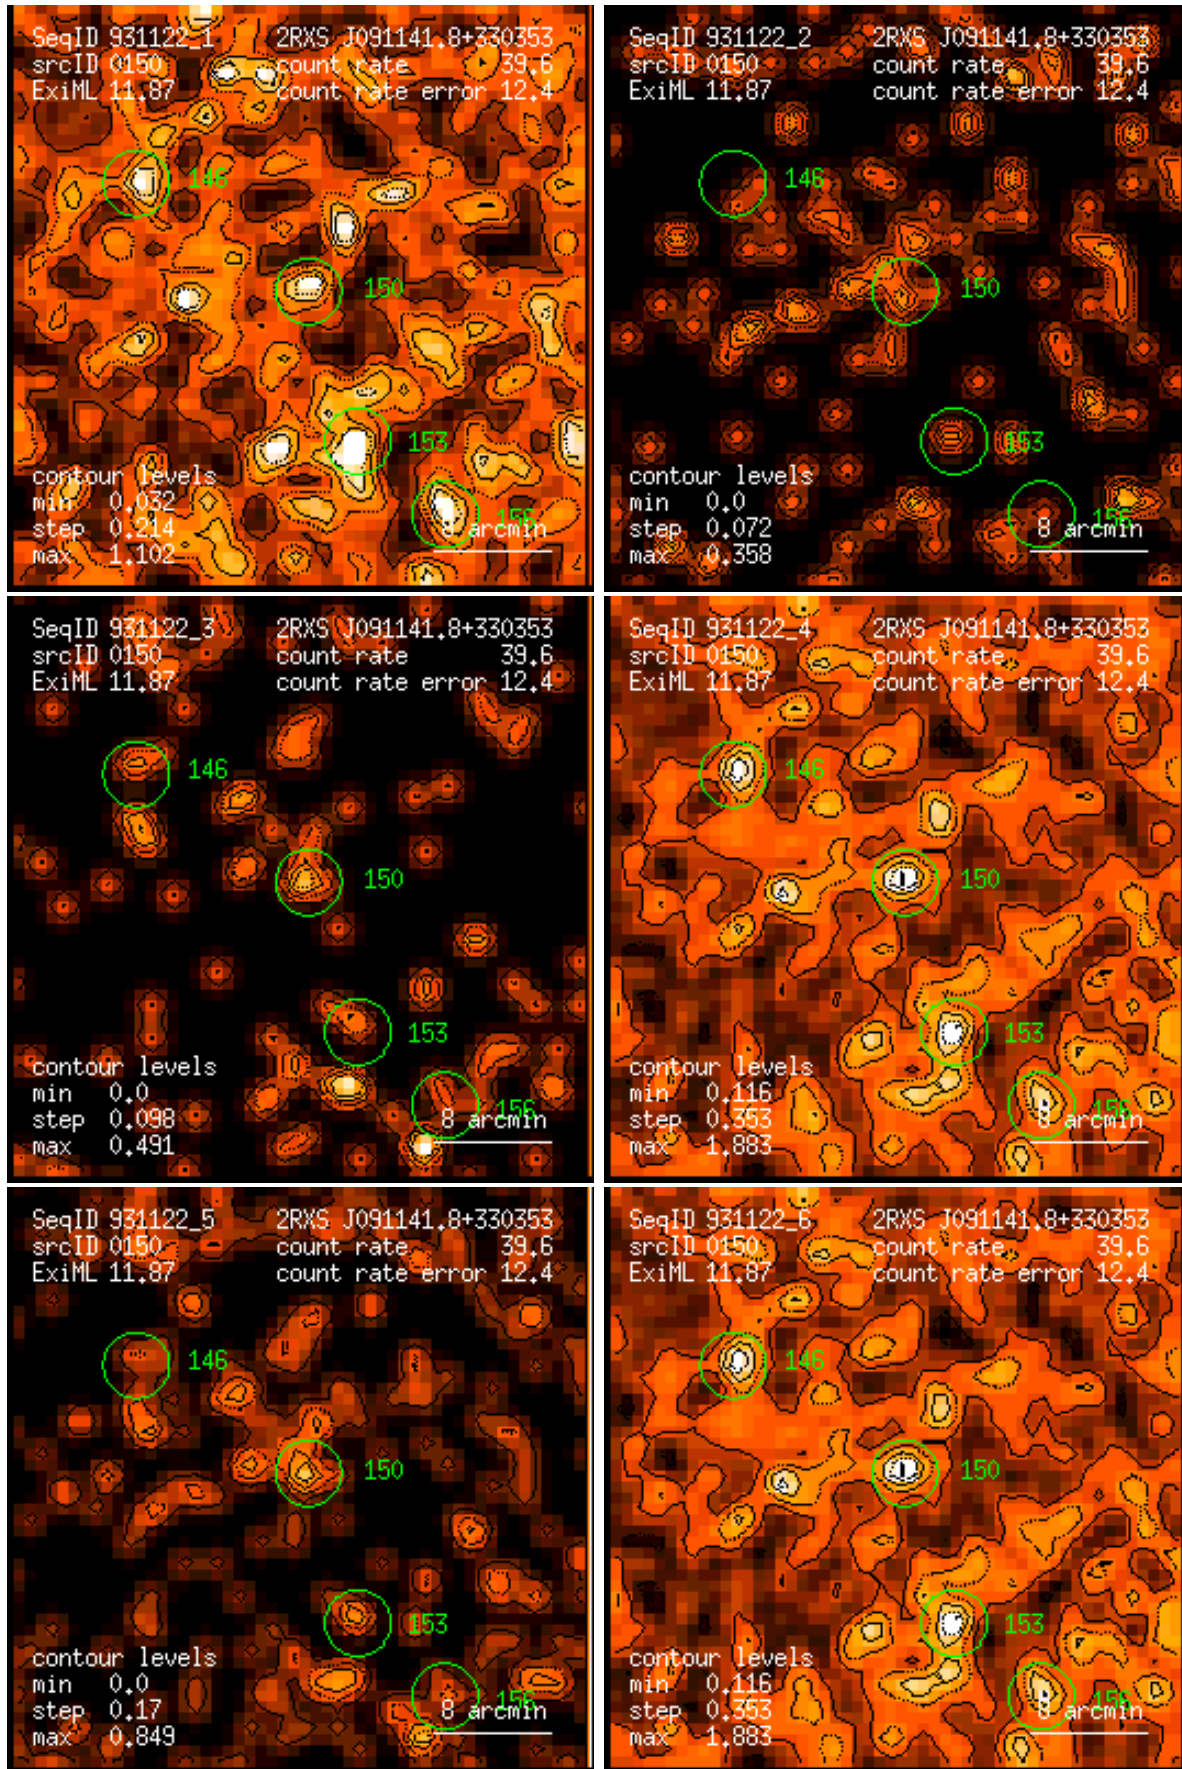 SeqID 931122_1 2RXS J091141.8+330353
srcID 0150 count rate 39.6
ExiML 11.87 count rate error 12.4
146
150
153
156
contour levels
min 0.032
step 0.214
max 1.102
8 arcmin
SeqID 931122_2 2RXS J091141.8+330353
srcID 0150 count rate 39.6
ExiML 11.87 count rate error 12.4
146
150
153
156
contour levels
min 0.0
step 0.072
max 0.358
8 arcmin
SeqID 931122_3 2RXS J091141.8+330353
srcID 0150 count rate 39.6
ExiML 11.87 count rate error 12.4
146
150
153
156
contour levels
min 0.0
step 0.098
max 0.491
8 arcmin
SeqID 931122_4 2RXS J091141.8+330353
srcID 0150 count rate 39.6
ExiML 11.87 count rate error 12.4
146
150
153
156
contour levels
min 0.116
step 0.353
max 1.883
8 arcmin
SeqID 931122_5 2RXS J091141.8+330353
srcID 0150 count rate 39.6
ExiML 11.87 count rate error 12.4
146
150
153
156
contour levels
min 0.0
step 0.17
max 0.849
8 arcmin
SeqID 931122_6 2RXS J091141.8+330353
srcID 0150 count rate 39.6
ExiML 11.87 count rate error 12.4
146
150
153
156
contour levels
min 0.116
step 0.353
max 1.883
8 arcmin